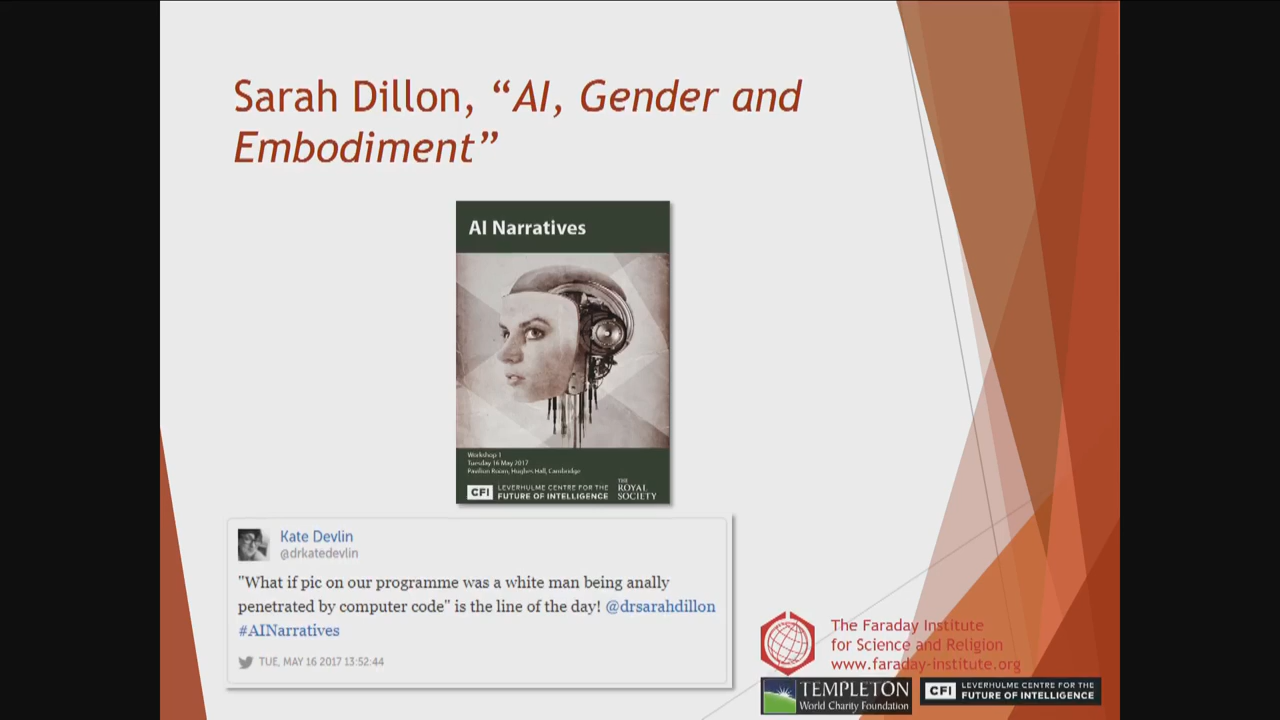 Sarah Dillon, “AI, Gender and
Embodiment”
AI Narratives
Workshop 1
Tuesday 16 May 2017
Pavilion Room, Hughes Hall, Cambridge
CFI LEVERHULME CENTRE FOR THE
FUTURE OF INTELLIGENCE
THE
ROYAL
SOCIETY
Kate Devlin
@drkatedevlin
"What if pic on our programme was a white man being anally
penetrated by computer code" is the line of the day! @drsarahdillon
#AINarratives
TUE, MAY 16 2017 13:52:44
The Faraday Institute
for Science and Religion
www.faraday-institute.org
TEMPLETON
World Charity Foundation
CFI LEVERHULME CENTRE FOR THE
FUTURE OF INTELLIGENCE